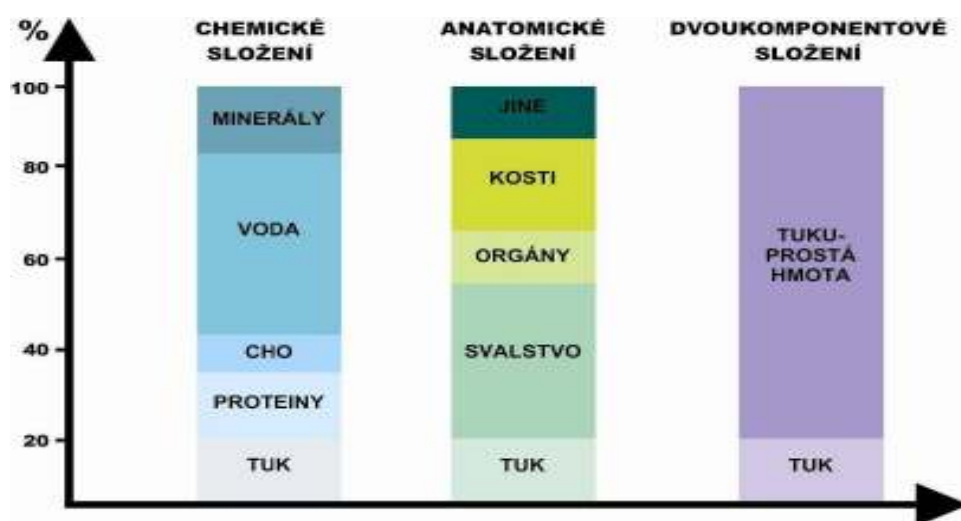 %
CHEMICKÉ
SLOŽENÍ
ANATOMICKÉ
SLOŽENÍ
DVOUKOMPONENTOVÉ
SLOŽENÍ
100
80
60
40
20
MINERÁLY
VODA
CHO
PROTEINY
TUK
JINÉ
KOSTI
ORGÁNY
SVALSTVO
TUK
TUKU-
PROSTÁ
HMOTA
TUK